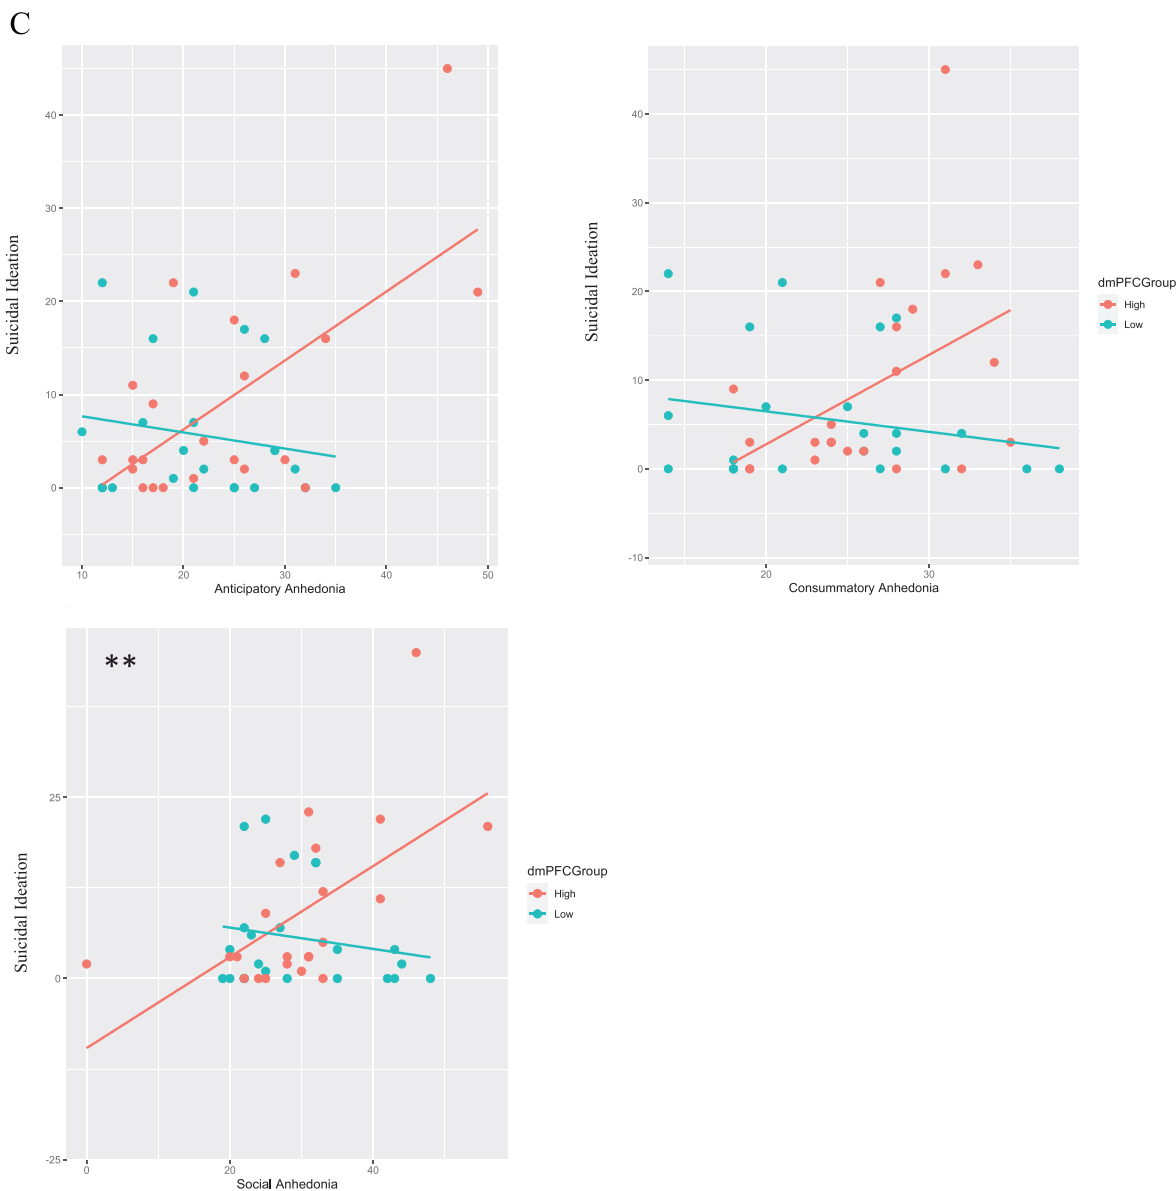 C
Suicidal Ideation
40
30
20
10
0
10 20 30 40 50
Anticipatory Anhedonia
Suicidal Ideation
40
30
20
10
0
-10
20 30
Consummatory Anhedonia
dmPFCGroup
High
Low
**
Suicidal Ideation
25
0
-25
0 20 40
Social Anhedonia
dmPFCGroup
High
Low